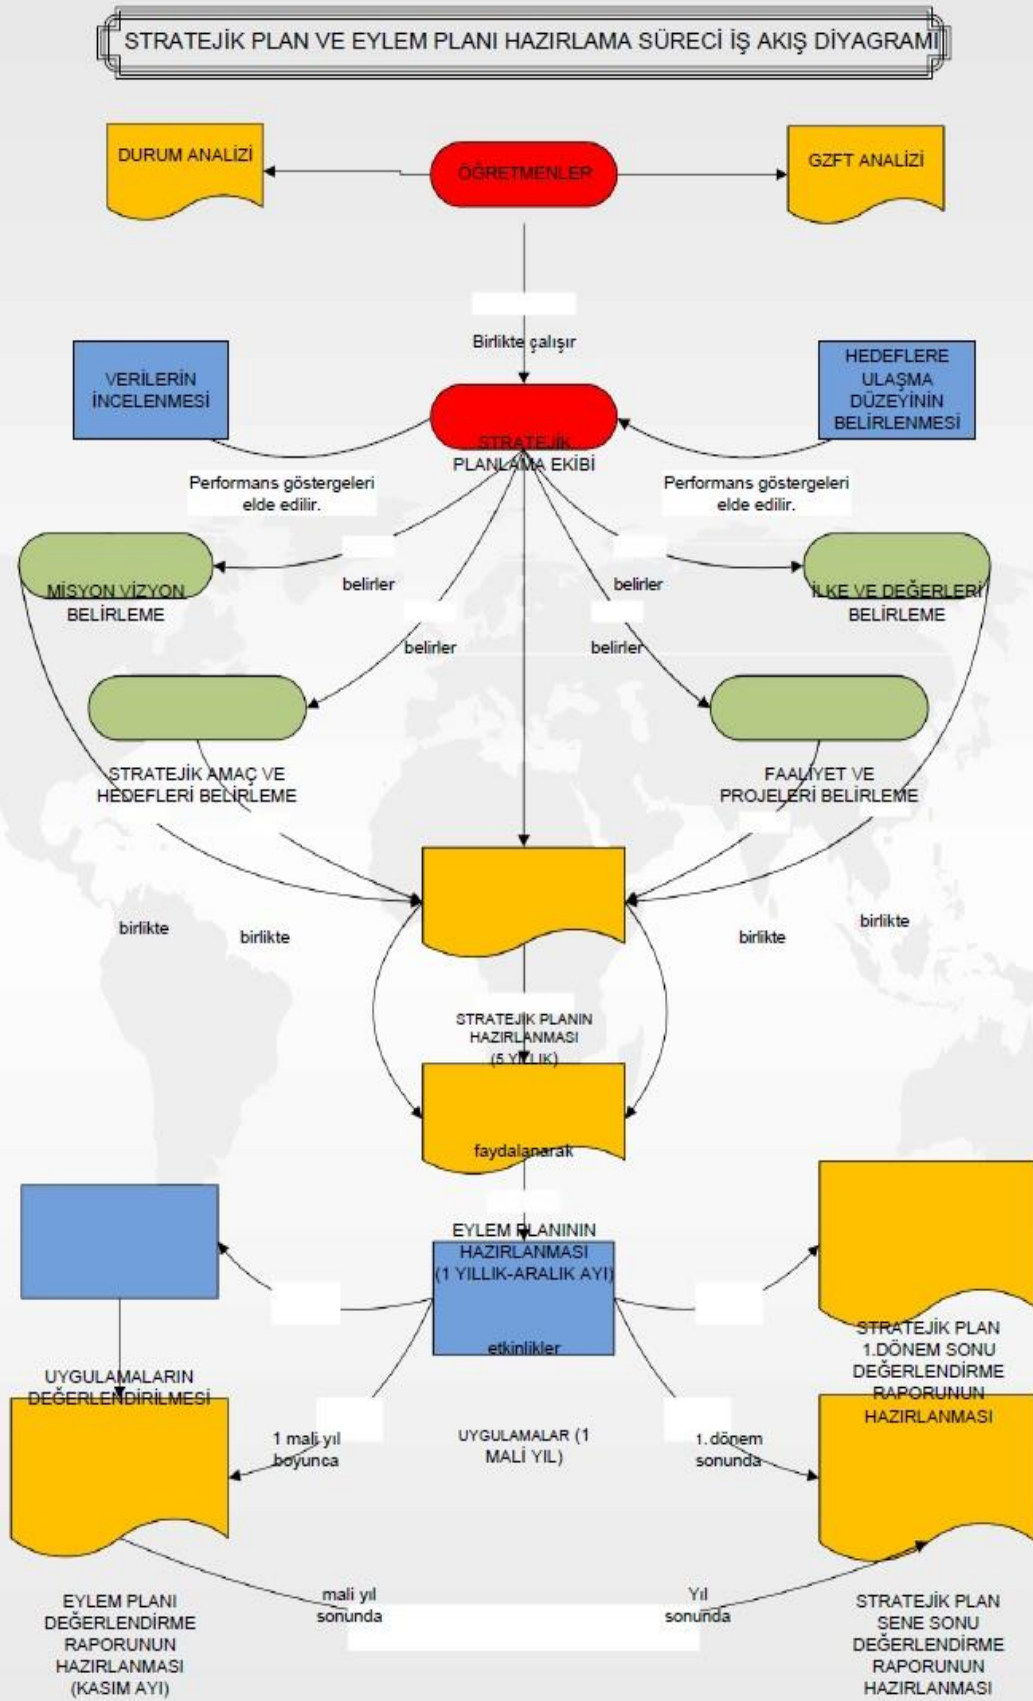 STRATEJİK PLAN VE EYLEM PLANI HAZIRLAMA SÜRECİ İŞ AKIŞ DİYAGRAMI
DURUM ANALİZİ
ÖĞRETMENLER
GZFT ANALİZİ
Birlikte çalışır
VERİLERİN
İNCELENMESİ
HEDEFLERE
ULAŞMA
DÜZEYİNİN
BELİRLENMESİ
STRATEJİK
PLANLAMA EKİBİ
Performans göstergeleri
elde edilir.
Performans göstergeleri
elde edilir.
MİSYON VİZYON
BELİRLEME
belirler
belirler
İLKE VE DEĞERLERİ
BELİRLEME
belirler
belirler
STRATEJİK AMAÇ VE
HEDEFLERİ BELİRLEME
FAALİYET VE
PROJELERİ BELİRLEME
birlikte
birlikte
birlikte
birlikte
STRATEJİK PLANIN
HAZIRLANMASI
(5 YILLIK)
faydalanarak
EYLEM PLANININ
HAZIRLANMASI
(1 YILLIK-ARALIK AYI)
etkinlikler
STRATEJİK PLAN
1.DÖNEM SONU
DEĞERLENDİRME
RAPORUNUN
HAZIRLANMASI
UYGULAMALARIN
DEĞERLENDİRİLMESİ
1 mali yıl
boyunca
UYGULAMALAR (1
MALİ YIL)
1.dönem
sonunda
EYLEM PLANI
DEĞERLENDİRME
RAPORUNUN
HAZIRLANMASI
(KASIM AYI)
mali yıl
sonunda
Yıl
sonunda
STRATEJİK PLAN
SENE SONU
DEĞERLENDİRME
RAPORUNUN
HAZIRLANMASI